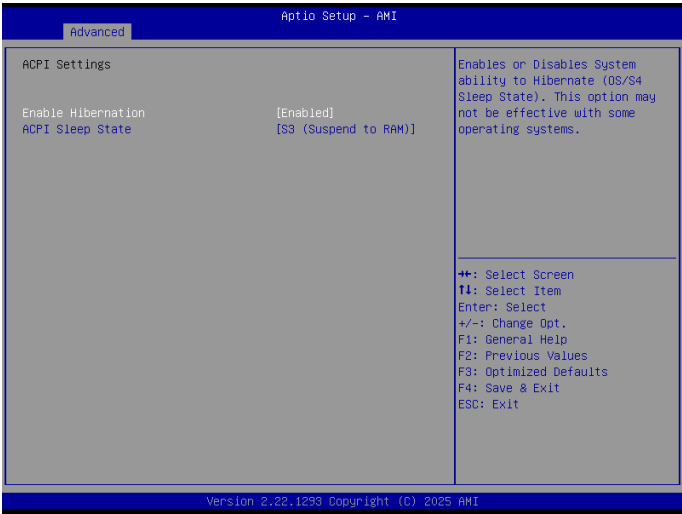 Aptio Setup - AMI
Advanced
ACPI Settings
Enable Hibernation [Enabled]
ACPI Sleep State [S3 (Suspend to RAM)]
Enables or Disables System
ability to Hibernate (OS/S4
Sleep State). This option may
not be effective with some
operating systems.
→←: Select Screen
↑↓: Select Item
Enter: Select
+/-: Change Opt.
F1: General Help
F2: Previous Values
F3: Optimized Defaults
F4: Save & Exit
ESC: Exit
Version 2.22.1293 Copyright (C) 2025 AMI